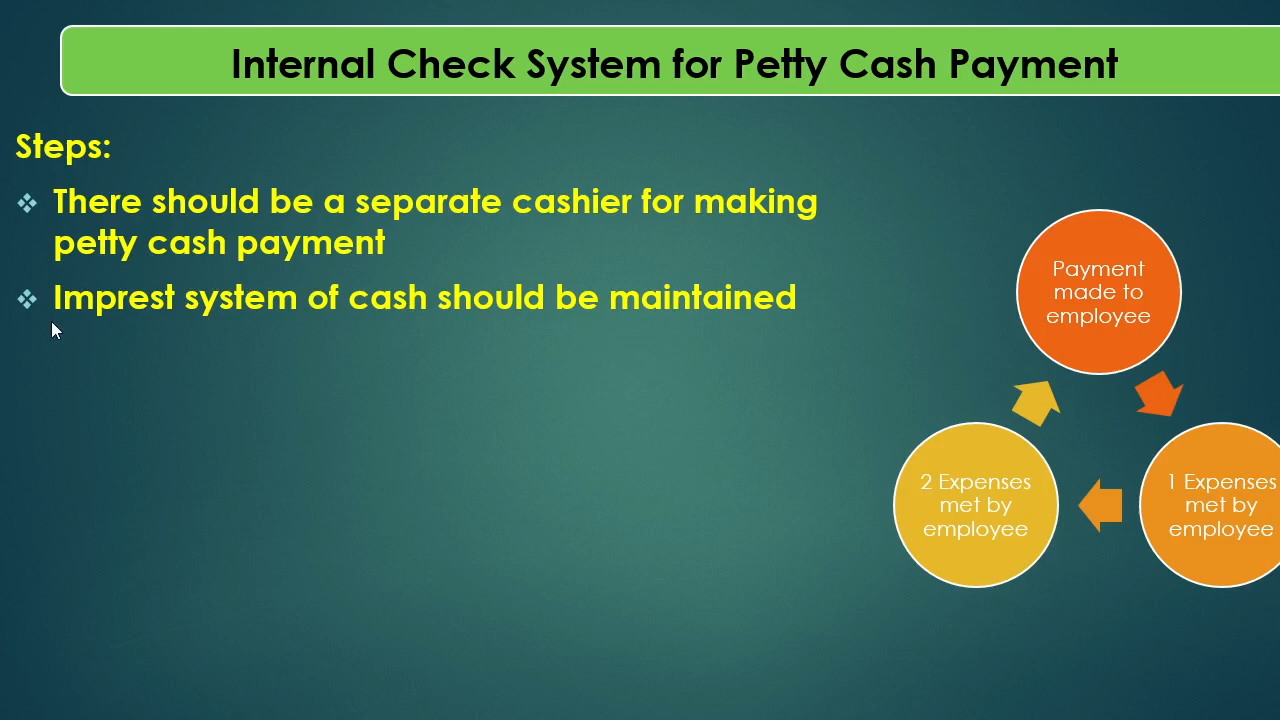 Internal Check System for Petty Cash Payment
Steps:
There should be a separate cashier for making
petty cash payment
Imprest system of cash should be maintained
Payment
made to
employee
2 Expenses
met by
employee
1 Expenses
met by
employee